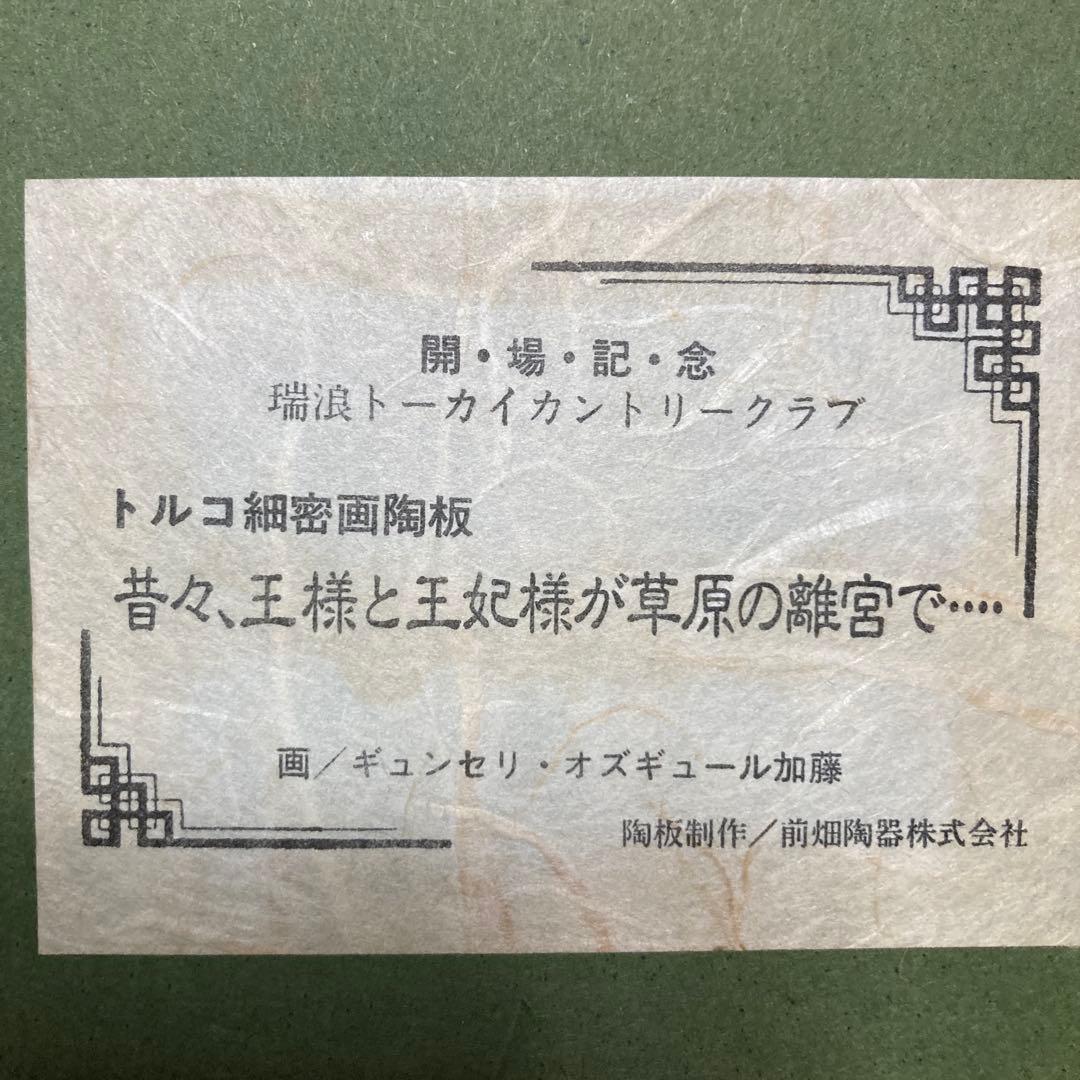 開・場・記・念
瑞浪トーカイカントリークラブ
トルコ細密画陶板
昔々、王様と王妃様が草原の離宮で‥‥
画／ギュンセリ・オズギュール加藤
陶板制作／前畑陶器株式会社